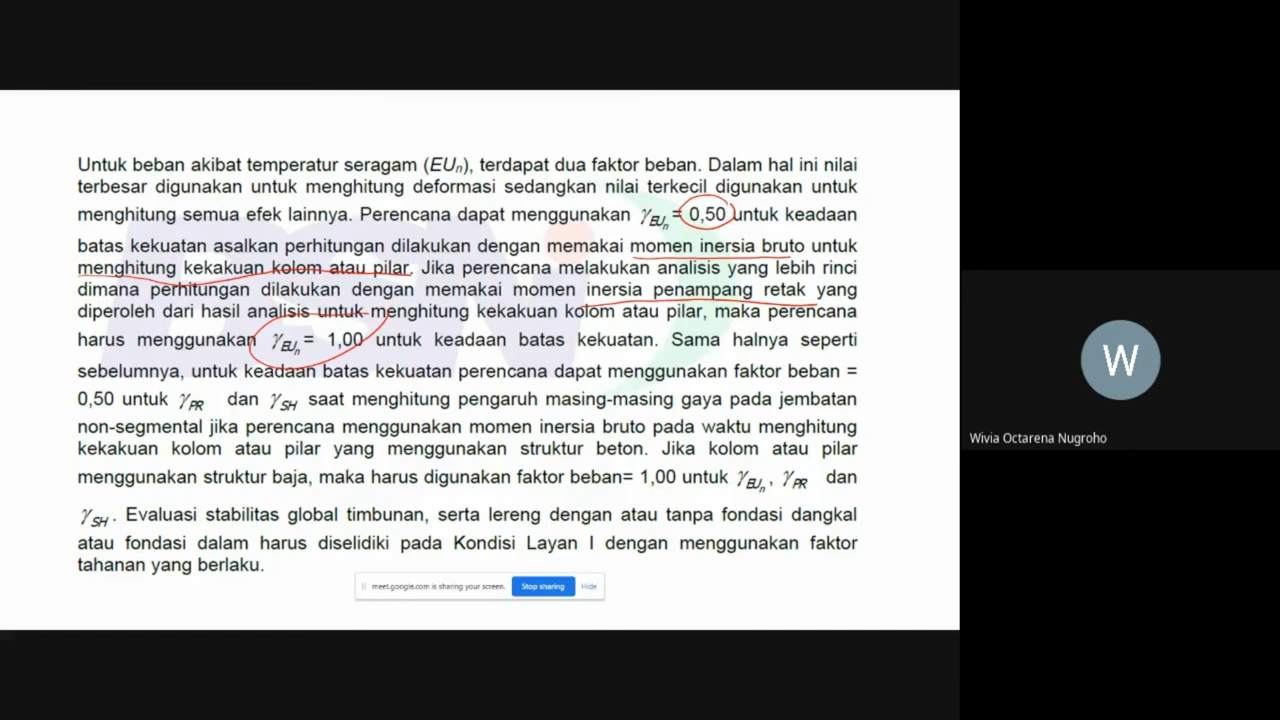 Untuk beban akibat temperatur seragam (EUn), terdapat dua faktor beban. Dalam hal ini nilai
terbesar digunakan untuk menghitung deformasi sedangkan nilai terkecil digunakan untuk
menghitung semua efek lainnya. Perencana dapat menggunakan γEUn = 0,50 untuk keadaan
batas kekuatan asalkan perhitungan dilakukan dengan memakai momen inersia bruto untuk
menghitung kekakuan kolom atau pilar. Jika perencana melakukan analisis yang lebih rinci
dimana perhitungan dilakukan dengan memakai momen inersia penampang retak yang
diperoleh dari hasil analisis untuk menghitung kekakuan kolom atau pilar, maka perencana
harus menggunakan γEUn = 1,00 untuk keadaan batas kekuatan. Sama halnya seperti
sebelumnya, untuk keadaan batas kekuatan perencana dapat menggunakan faktor beban =
0,50 untuk γPR dan γSH saat menghitung pengaruh masing-masing gaya pada jembatan
non-segmental jika perencana menggunakan momen inersia bruto pada waktu menghitung
kekakuan kolom atau pilar yang menggunakan struktur beton. Jika kolom atau pilar
menggunakan struktur baja, maka harus digunakan faktor beban= 1,00 untuk γEUn, γPR dan
γSH. Evaluasi stabilitas global timbunan, serta lereng dengan atau tanpa fondasi dangkal
atau fondasi dalam harus diselidiki pada Kondisi Layan I dengan menggunakan faktor
tahanan yang berlaku.
meet.google.com is sharing your screen. Stop sharing Hide
W
Wivia Octarena Nugroho